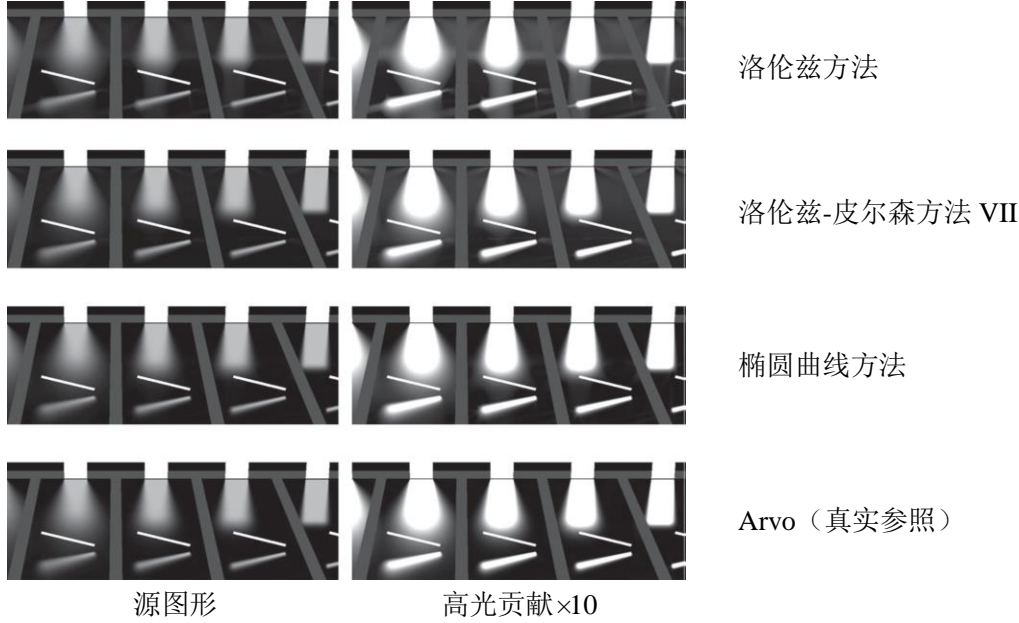 洛伦兹方法
洛伦兹-皮尔森方法 VII
椭圆曲线方法
Arvo（真实参照）
源图形
高光贡献×10